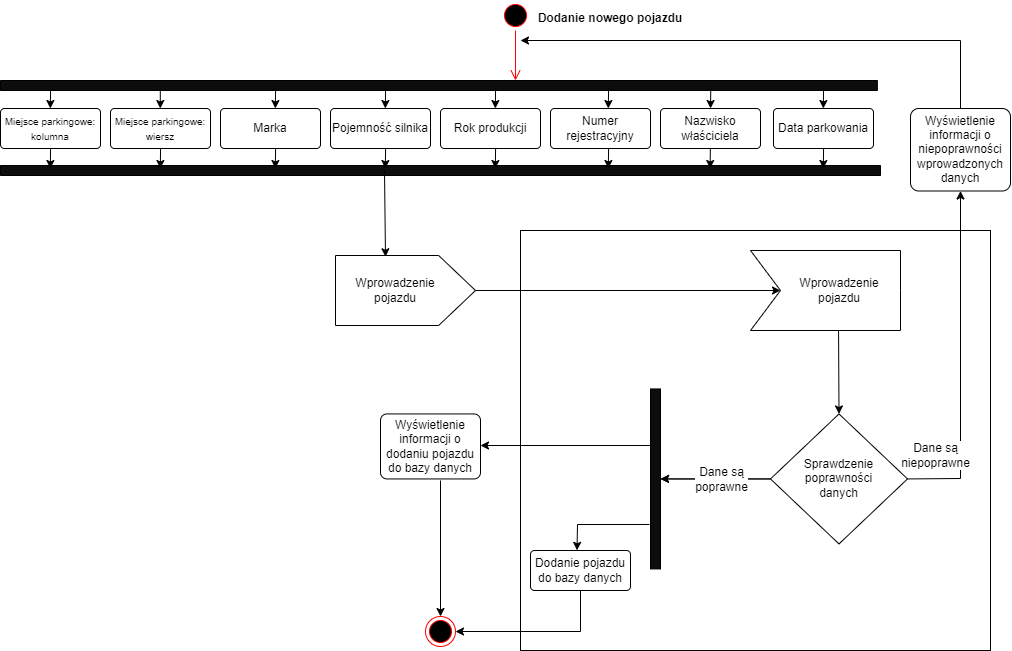 Dodanie nowego pojazdu
Miejsce parkingowe:
kolumna
Miejsce parkingowe:
wiersz
Marka
Pojemność silnika
Rok produkcji
Numer
rejestracyjny
Nazwisko
właściciela
Data parkowania
Wyświetlenie
informacji o
niepoprawności
wprowadzonych
danych
Wprowadzenie
pojazdu
Wprowadzenie
pojazdu
Wyświetlenie
informacji o
dodaniu pojazdu
do bazy danych
Dane są
poprawne
Sprawdzenie
poprawności
danych
Dane są
niepoprawne
Dodanie pojazdu
do bazy danych